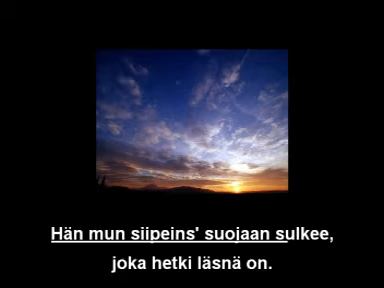 Hän mun siipeins' suojaan sulkee,
joka hetki läsnä on.